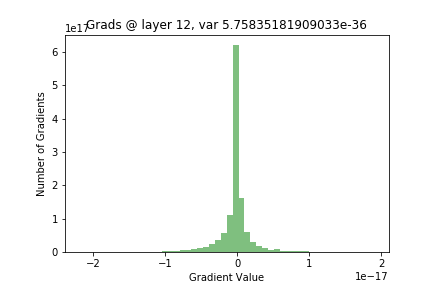 Grads @ layer 12, var 5.75835181909033e-36
1e17
6
5
4
3
2
1
0
Number of Gradients
−2
−1
0
1
2
1e−17
Gradient Value